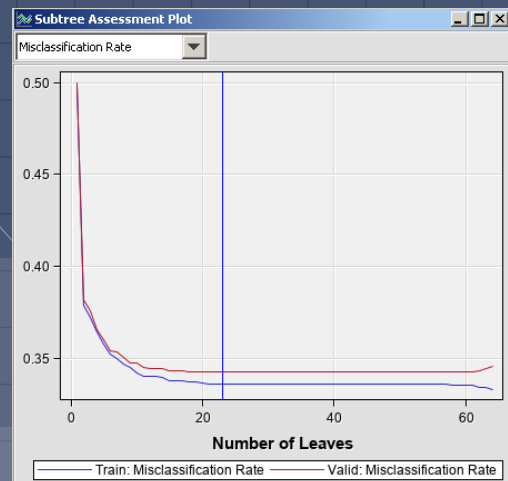 Subtree Assessment Plot
Misclassification Rate
0.50
0.45
0.40
0.35
0 20 40 60
Number of Leaves
Train: Misclassification Rate Valid: Misclassification Rate